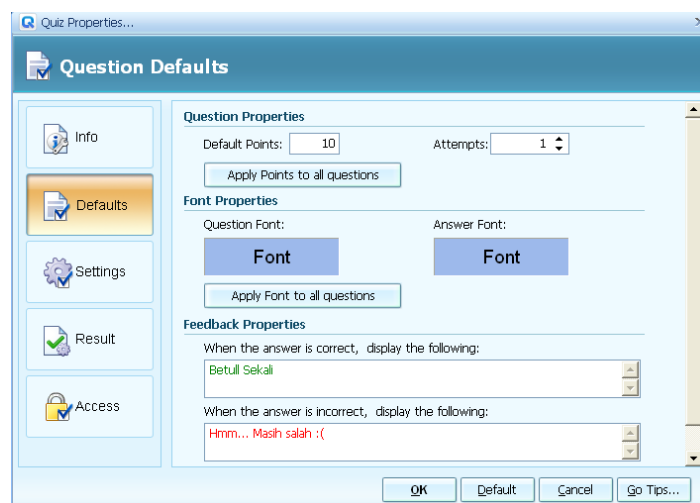 Quiz Properties...
Question Defaults
Info
Defaults
Settings
Result
Access
Question Properties
Default Points: 10 Attempts: 1
Apply Points to all questions
Font Properties
Question Font: Answer Font:
Font Font
Apply Font to all questions
Feedback Properties
When the answer is correct, display the following:
Betull Sekali
When the answer is incorrect, display the following:
Hmm... Masih salah :(
OK Default Cancel Go Tips...